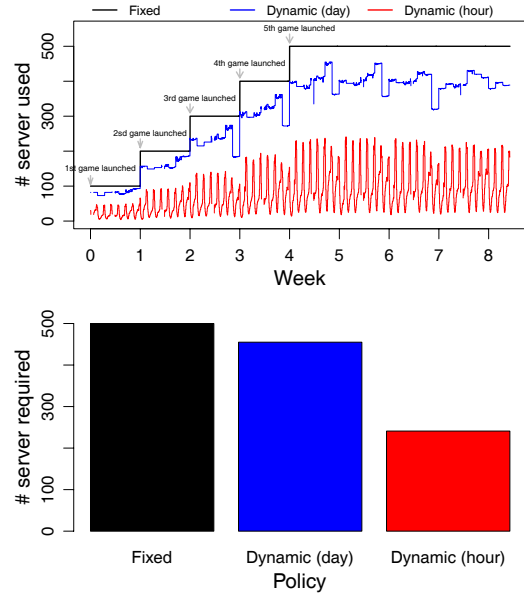 Fixed Dynamic (day) Dynamic (hour)
5th game launched
4th game launched
3rd game launched
2sd game launched
1st game launched
500
300
100
0
# server used
0 1 2 3 4 5 6 7 8
Week
500
300
100
0
# server required
Fixed Dynamic (day) Dynamic (hour)
Policy